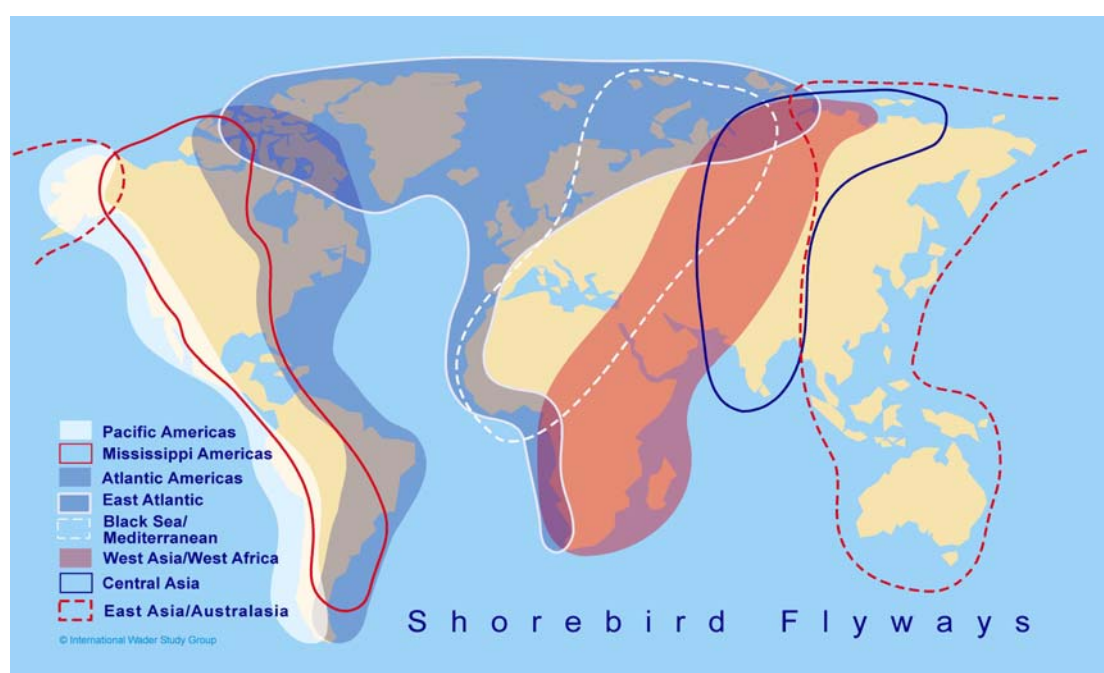 Pacific Americas
Mississippi Americas
Atlantic Americas
East Atlantic
Black Sea/
Mediterranean
West Asia/West Africa
Central Asia
East Asia/Australasia
© International Wader Study Group
Shorebird Flyways